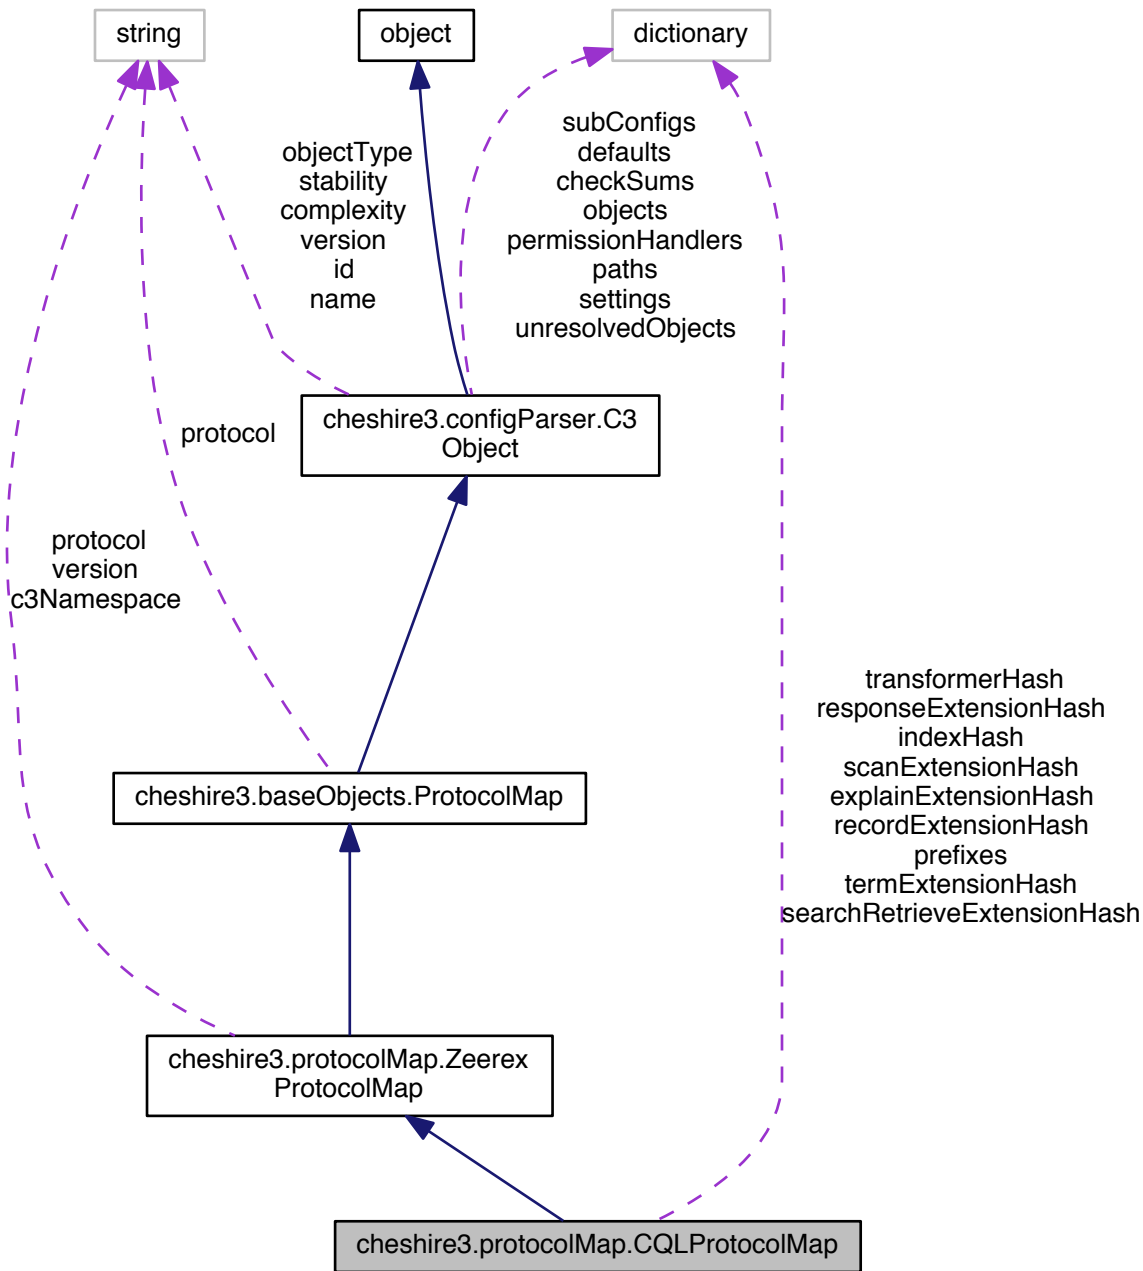 string
object
dictionary
subConfigs
defaults
checkSums
objects
permissionHandlers
paths
settings
unresolvedObjects
objectType
stability
complexity
version
id
name
cheshire3.configParser.C3
Object
protocol
protocol
version
c3Namespace
transformerHash
responseExtensionHash
indexHash
scanExtensionHash
explainExtensionHash
recordExtensionHash
prefixes
termExtensionHash
searchRetrieveExtensionHash
cheshire3.baseObjects.ProtocolMap
cheshire3.protocolMap.Zeerex
ProtocolMap
cheshire3.protocolMap.CQLProtocolMap